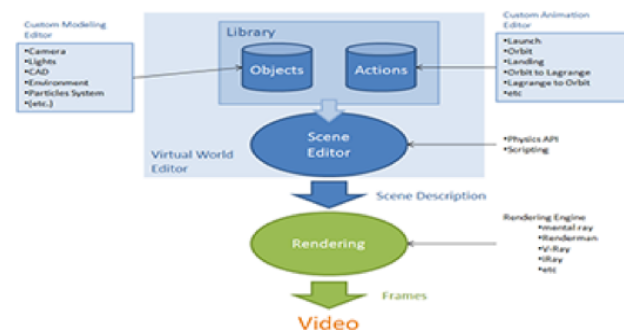 Custom Modeling
Editor
•Camera
•Lights
•CAD
•Environment
•Particles System
•(etc.)
Library
Objects
Actions
Custom Animation
Editor
•Launch
•Orbit
•Landing
•Orbit to Lagrange
•Lagrange to Orbit
•etc
Virtual World
Editor
Scene
Editor
•Physics API
•Scripting
Scene Description
Rendering
Rendering Engine
•mental ray
•Renderman
•V-Ray
•IRay
•etc
Frames
Video